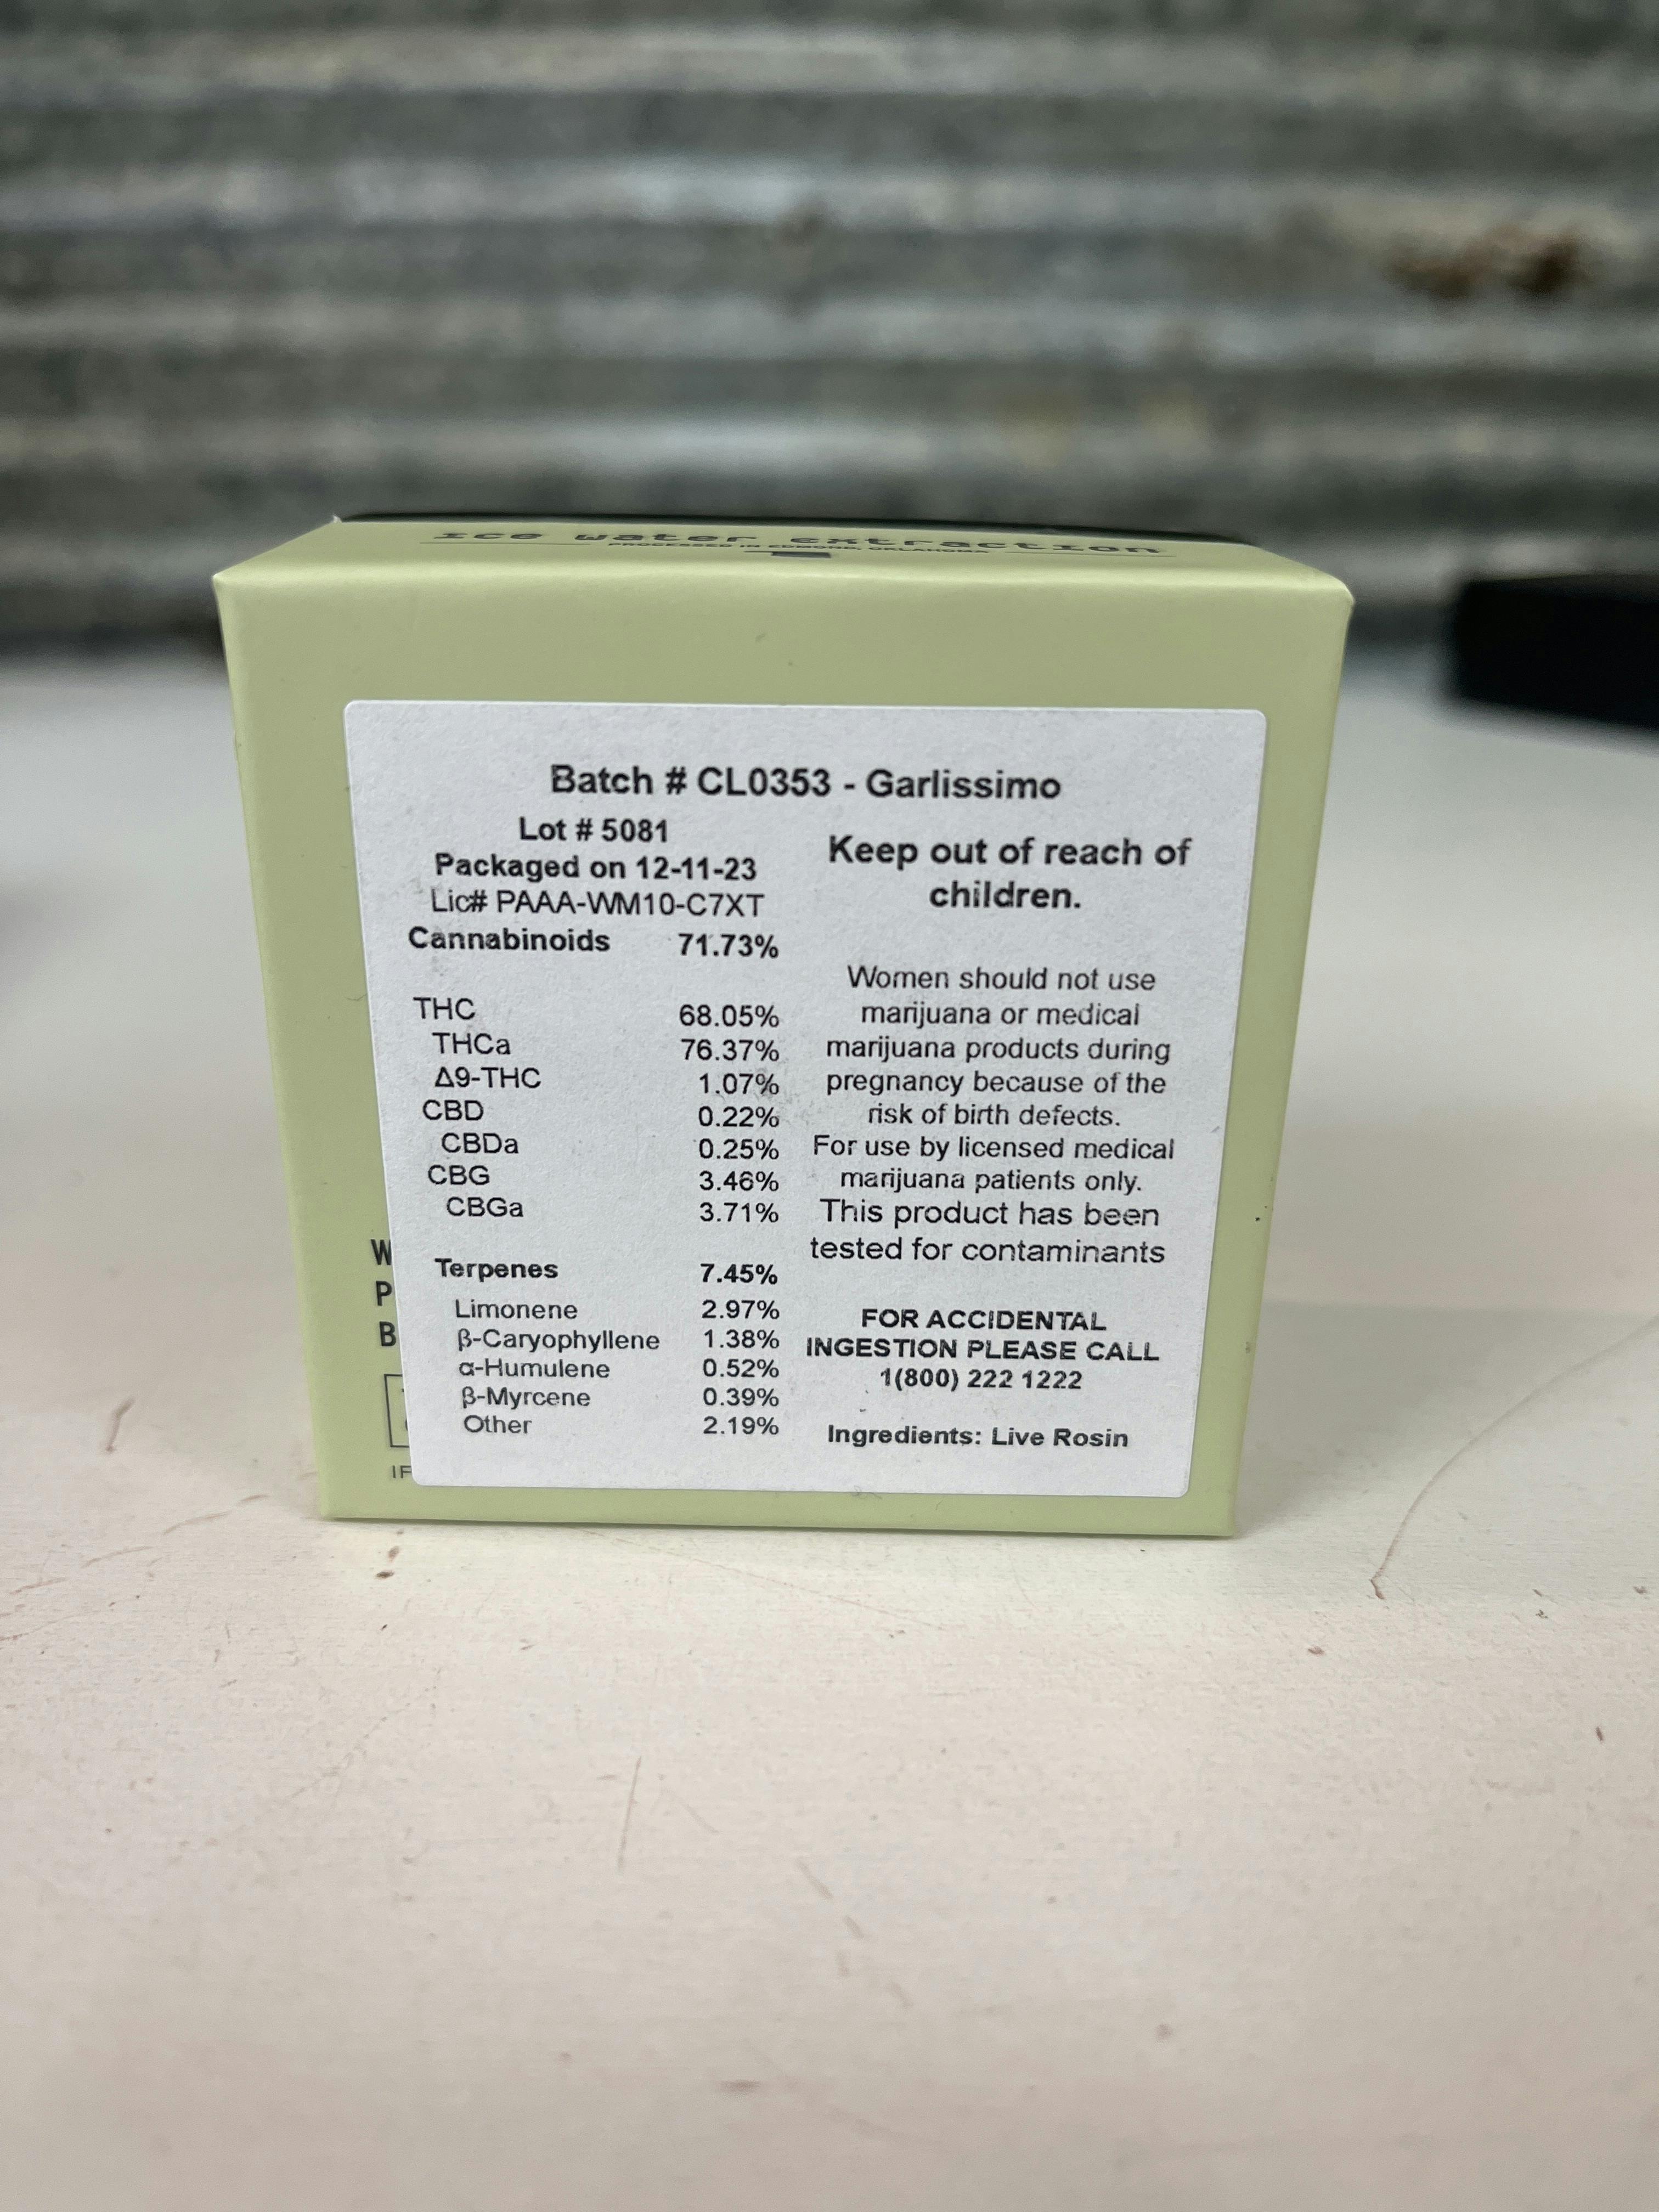 ice water extraction
PROCESSED IN EDMOND, OKLAHOMA
Batch # CL0353 - Garlissimo
Lot # 5081
Packaged on 12-11-23
Lic# PAAA-WM10-C7XT
Cannabinoids 71.73%
THC 68.05%
THCa 76.37%
Δ9-THC 1.07%
CBD 0.22%
CBDa 0.25%
CBG 3.46%
CBGa 3.71%
Terpenes 7.45%
Limonene 2.97%
β-Caryophyllene 1.38%
α-Humulene 0.52%
β-Myrcene 0.39%
Other 2.19%
Keep out of reach of
children.
Women should not use
marijuana or medical
marijuana products during
pregnancy because of the
risk of birth defects.
For use by licensed medical
marijuana patients only.
This product has been
tested for contaminants
FOR ACCIDENTAL
INGESTION PLEASE CALL
1(800) 222 1222
Ingredients: Live Rosin
W
P
B
IF